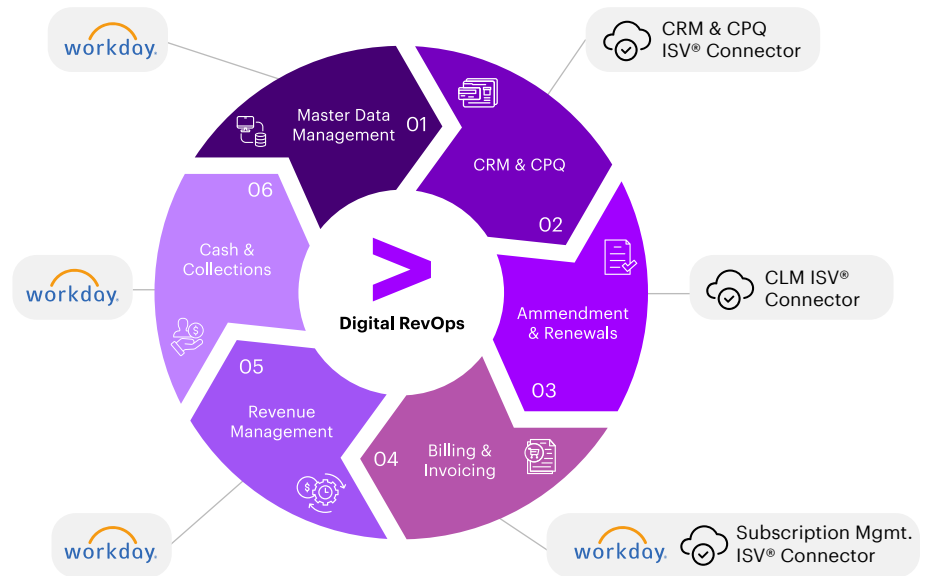 workday.
CRM & CPQ
ISV® Connector
Master Data
Management
01
CRM & CPQ
02
06
Cash &
Collections
workday.
Digital RevOps
Ammendment
& Renewals
03
CLM ISV®
Connector
05
Revenue
Management
04
Billing &
Invoicing
workday.
workday.
Subscription Mgmt.
ISV® Connector